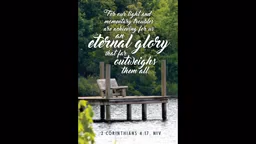 For our light and
momentary troubles
are achieving for us
an
eternal glory
that far
outweighs
them all.
2 CORINTHIANS 4:17, NIV